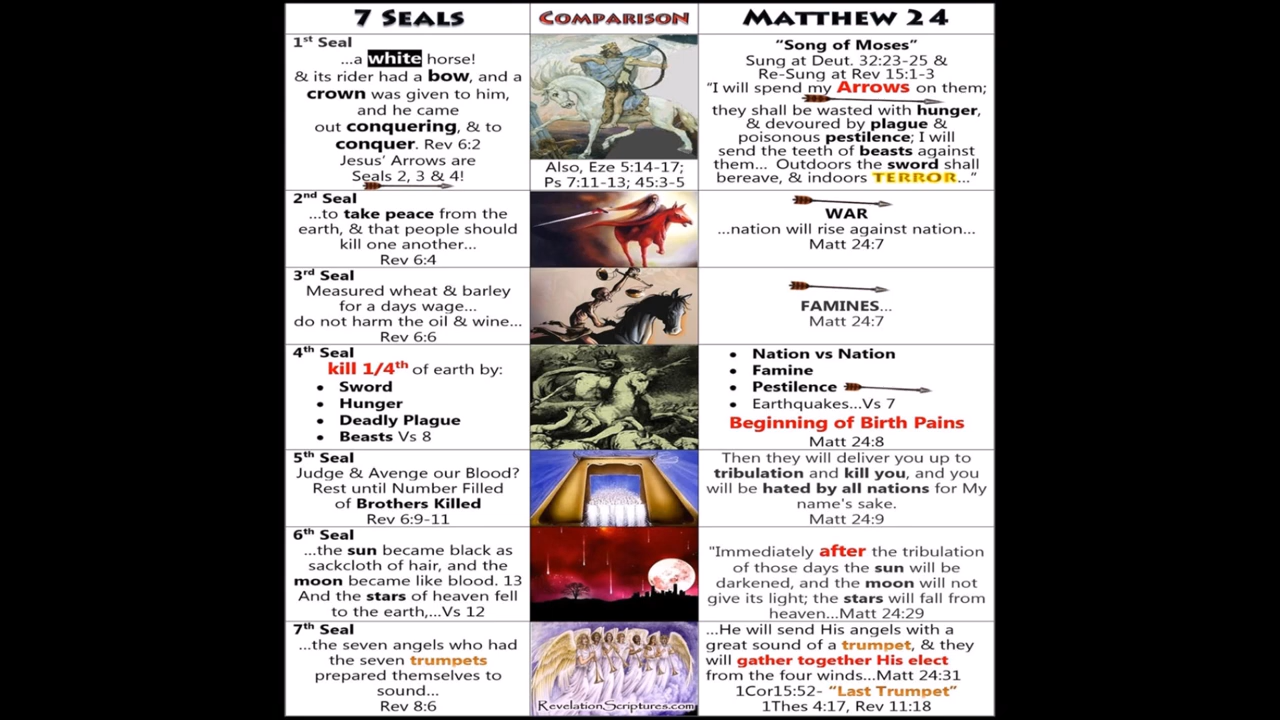 7 SEALS
COMPARISON
MATTHEW 24
1st Seal
...a white horse!
& its rider had a bow, and a
crown was given to him,
and he came
out conquering, & to
conquer. Rev 6:2
Jesus' Arrows are
Seals 2, 3 & 4!
Also, Eze 5:14-17;
Ps 7:11-13; 45:3-5
"Song of Moses"
Sung at Deut. 32:23-25 &
Re-Sung at Rev 15:1-3
"I will spend my Arrows on them;
they shall be wasted with hunger,
& devoured by plague &
poisonous pestilence; I will
send the teeth of beasts against
them... Outdoors the sword shall
bereave, & indoors TERROR..."
2nd Seal
...to take peace from the
earth, & that people should
kill one another...
Rev 6:4
WAR
...nation will rise against nation...
Matt 24:7
3rd Seal
Measured wheat & barley
for a days wage...
do not harm the oil & wine...
Rev 6:6
FAMINES...
Matt 24:7
4th Seal
kill 1/4th of earth by:
• Sword
• Hunger
• Deadly Plague
• Beasts Vs 8
• Nation vs Nation
• Famine
• Pestilence
• Earthquakes...Vs 7
Beginning of Birth Pains
Matt 24:8
5th Seal
Judge & Avenge our Blood?
Rest until Number Filled
of Brothers Killed
Rev 6:9-11
Then they will deliver you up to
tribulation and kill you, and you
will be hated by all nations for My
name's sake.
Matt 24:9
6th Seal
...the sun became black as
sackcloth of hair, and the
moon became like blood. 13
And the stars of heaven fell
to the earth,...Vs 12
"Immediately after the tribulation
of those days the sun will be
darkened, and the moon will not
give its light; the stars will fall from
heaven...Matt 24:29
7th Seal
...the seven angels who had
the seven trumpets
prepared themselves to
sound...
Rev 8:6
RevelationScriptures.com
...He will send His angels with a
great sound of a trumpet, & they
will gather together His elect
from the four winds...Matt 24:31
1Cor15:52- "Last Trumpet"
1Thes 4:17, Rev 11:18